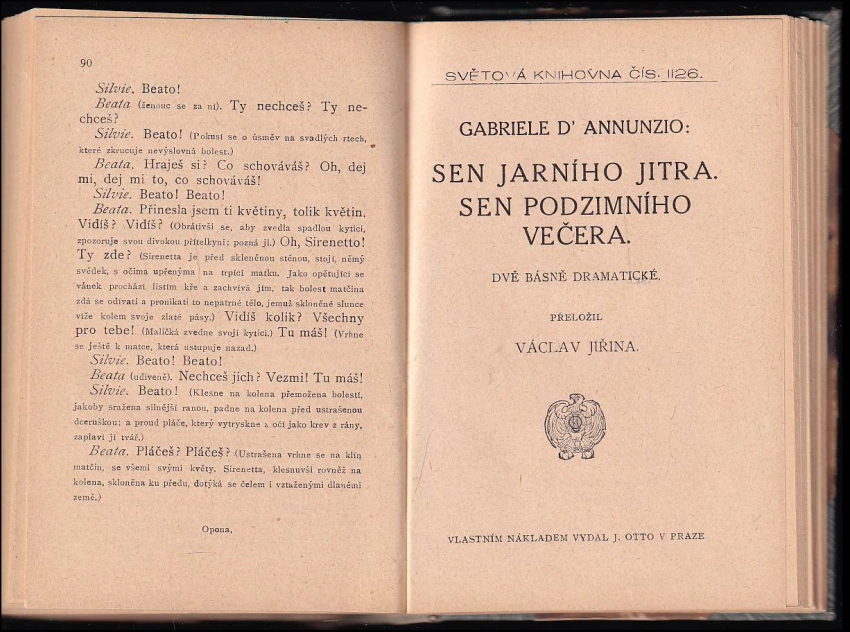 90
Silvie. Beato!
Beata (ženouc se za ní). Ty nechceš? Ty ne-
chceš?
Silvie. Beato! (Pokusí se o úsměv na svadlých rtech,
které zkrucuje nevýslovná bolest.)
Beata. Hraješ si? Co schováváš? Oh, dej
mi, dej mi to, co schováváš!
Silvie. Beato! Beato!
Beata. Přinesla jsem ti květiny, tolik květin.
Vidíš? Vidíš? (Obrátivši se, aby zvedla spadlou kytici,
zpozoruje svou divokou přítelkyni; pozná ji.) Oh, Sirenetto!
Ty zde? (Sirenetta je před skleněnou stěnou, stojí, němý
svědek, s očima upřenýma na trpící matku. Jako opětující se
vánek prochází listím kře a zachvívá jím, tak bolest matčina
zdá se odívati a pronikati to nepatrné tělo, jemuž skloněné slunce
víže kolem svoje zlaté pásy.) Vidíš kolik? Všechny
pro tebe! (Maličká zvedne svoji kytici.) Tu máš! (Vrhne
se ještě k matce, která ustupuje nazad.)
Silvie. Beato! Beato!
Beata (udiveně). Nechceš jich? Vezmi! Tu máš!
Silvie. Beato! (Klesne na kolena přemožena bolestí,
jakoby sražena silnější ranou, padne na kolena před ustrašenou
dceruškou: a proud pláče, který vytryskne z očí jako krev z rány,
zaplaví jí tvář.)
Beata. Pláčeš? Pláčeš? (Ustrašena vrhne se na klín
matčin, se všemi svými květy. Sirenetta, klesnuvši rovněž na
kolena, skloněna ku předu, dotýká se čelem i vztaženými dlaněmi
země.)
Opona.
SVĚTOVÁ KNIHOVNA ČÍS. 1126.
GABRIELE D' ANNUNZIO:
SEN JARNÍHO JITRA.
SEN PODZIMNÍHO
VEČERA.
DVĚ BÁSNĚ DRAMATICKÉ.
PŘELOŽIL
VÁCLAV JIŘINA.
VLASTNÍM NÁKLADEM VYDAL J. OTTO V PRAZE